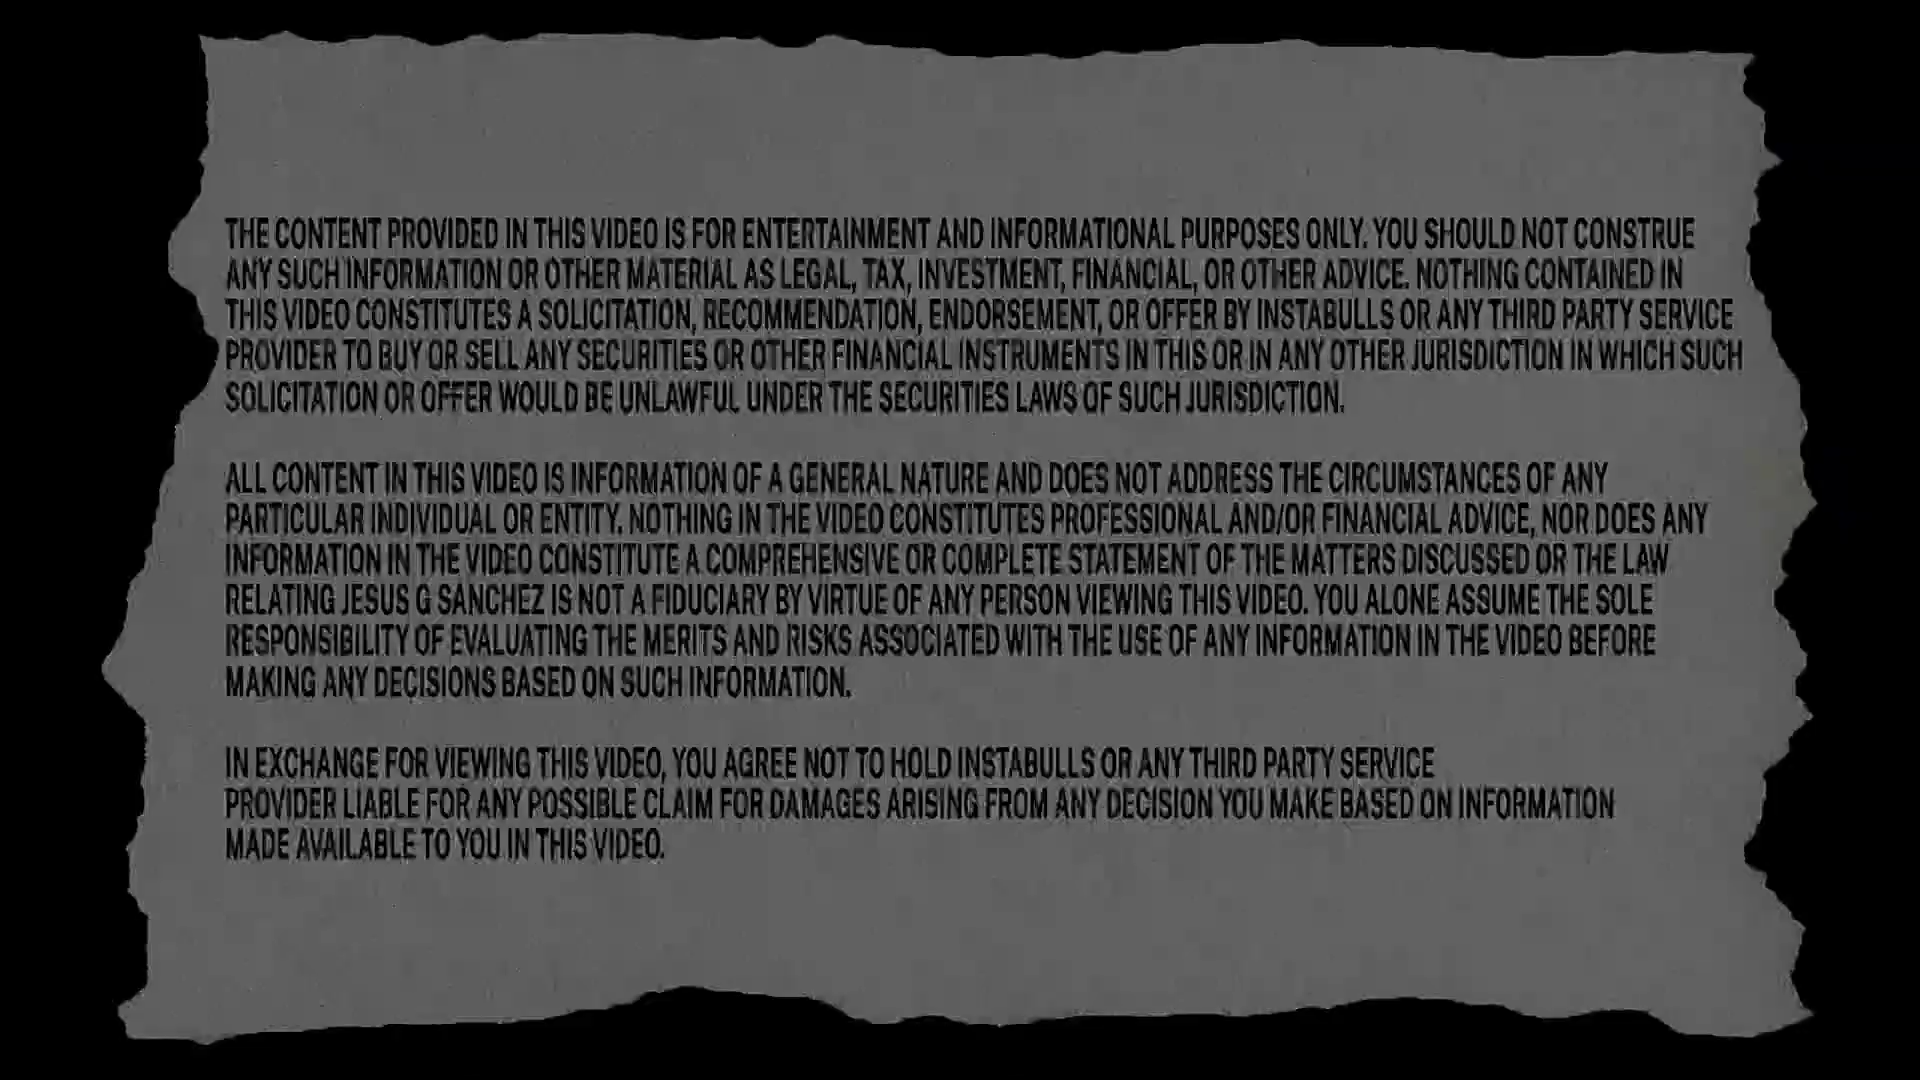 THE CONTENT PROVIDED IN THIS VIDEO IS FOR ENTERTAINMENT AND INFORMATIONAL PURPOSES ONLY. YOU SHOULD NOT CONSTRUE
ANY SUCH INFORMATION OR OTHER MATERIAL AS LEGAL, TAX, INVESTMENT, FINANCIAL, OR OTHER ADVICE. NOTHING CONTAINED IN
THIS VIDEO CONSTITUTES A SOLICITATION, RECOMMENDATION, ENDORSEMENT, OR OFFER BY INSTABULLS OR ANY THIRD PARTY SERVICE
PROVIDER TO BUY OR SELL ANY SECURITIES OR OTHER FINANCIAL INSTRUMENTS IN THIS OR IN ANY OTHER JURISDICTION IN WHICH SUCH
SOLICITATION OR OFFER WOULD BE UNLAWFUL UNDER THE SECURITIES LAWS OF SUCH JURISDICTION.
ALL CONTENT IN THIS VIDEO IS INFORMATION OF A GENERAL NATURE AND DOES NOT ADDRESS THE CIRCUMSTANCES OF ANY
PARTICULAR INDIVIDUAL OR ENTITY. NOTHING IN THE VIDEO CONSTITUTES PROFESSIONAL AND/OR FINANCIAL ADVICE, NOR DOES ANY
INFORMATION IN THE VIDEO CONSTITUTE A COMPREHENSIVE OR COMPLETE STATEMENT OF THE MATTERS DISCUSSED OR THE LAW
RELATING JESUS G SANCHEZ IS NOT A FIDUCIARY BY VIRTUE OF ANY PERSON VIEWING THIS VIDEO. YOU ALONE ASSUME THE SOLE
RESPONSIBILITY OF EVALUATING THE MERITS AND RISKS ASSOCIATED WITH THE USE OF ANY INFORMATION IN THE VIDEO BEFORE
MAKING ANY DECISIONS BASED ON SUCH INFORMATION.
IN EXCHANGE FOR VIEWING THIS VIDEO, YOU AGREE NOT TO HOLD INSTABULLS OR ANY THIRD PARTY SERVICE
PROVIDER LIABLE FOR ANY POSSIBLE CLAIM FOR DAMAGES ARISING FROM ANY DECISION YOU MAKE BASED ON INFORMATION
MADE AVAILABLE TO YOU IN THIS VIDEO.